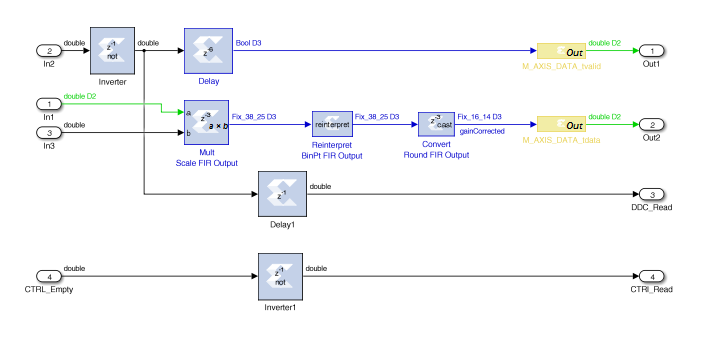 double
2
In2
z-1
not
Inverter
double
z-6
Delay
Bool D3
Out
M_AXIS_DATA_tvalid
double D2
1
Out1
double D2
1
In1
3
In3
a
b
z-3
a × b
Mult
Scale FIR Output
Fix_38_25 D3
reinterpret
Reinterpret
BinPt FIR Output
Fix_38_25 D3
z-3
cast
Convert
Round FIR Output
Fix_16_14 D3
gainCorrected
Out
M_AXIS_DATA_tdata
double D2
2
Out2
z-1
Delay1
double
3
DDC_Read
double
4
CTRL_Empty
z-1
not
Inverter1
double
4
CTRl_Read